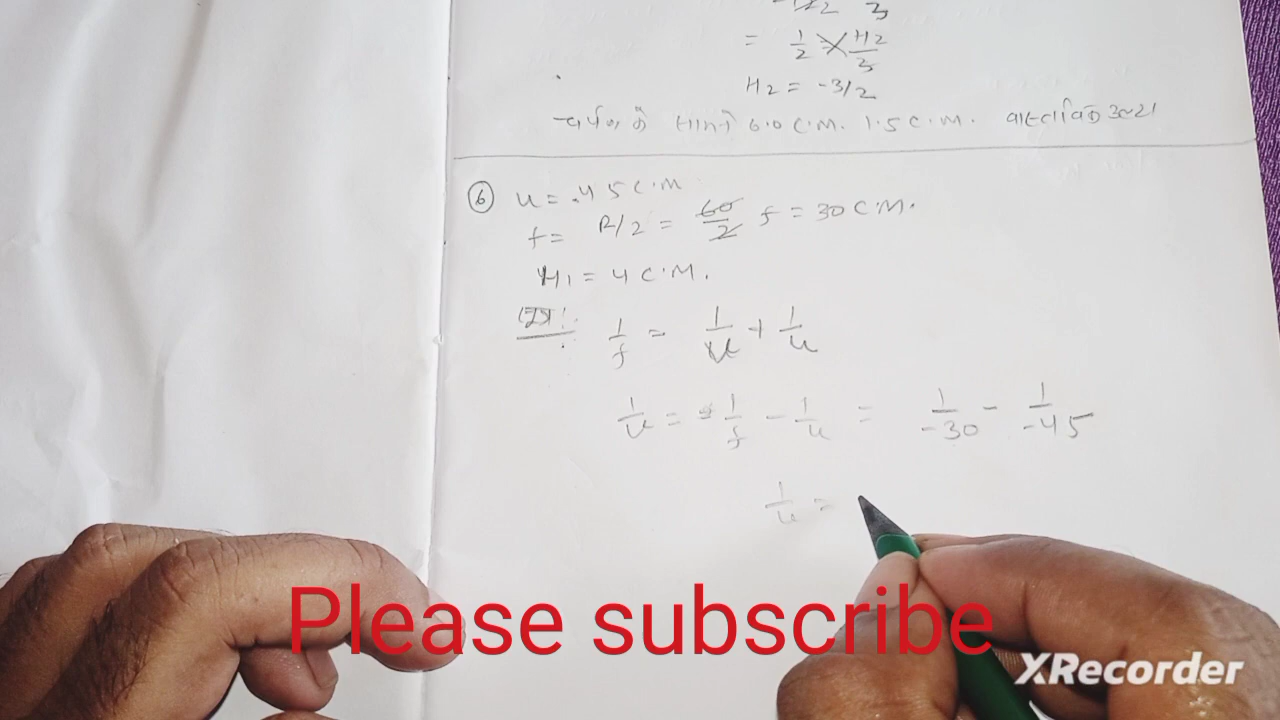 = 1/2 × H2/3
H2 = -3/2
के सामने 6.0 C.M. 1.5 C.M.
⑥ u = .45 C.M
f = R/2 = 60/2 f = 30 C.M.
H1 = 4 C.M.
1/f = 1/v + 1/u
1/v = 1/f - 1/u = 1/-30 - 1/-45
1/v =
Please subscribe
XRecorder